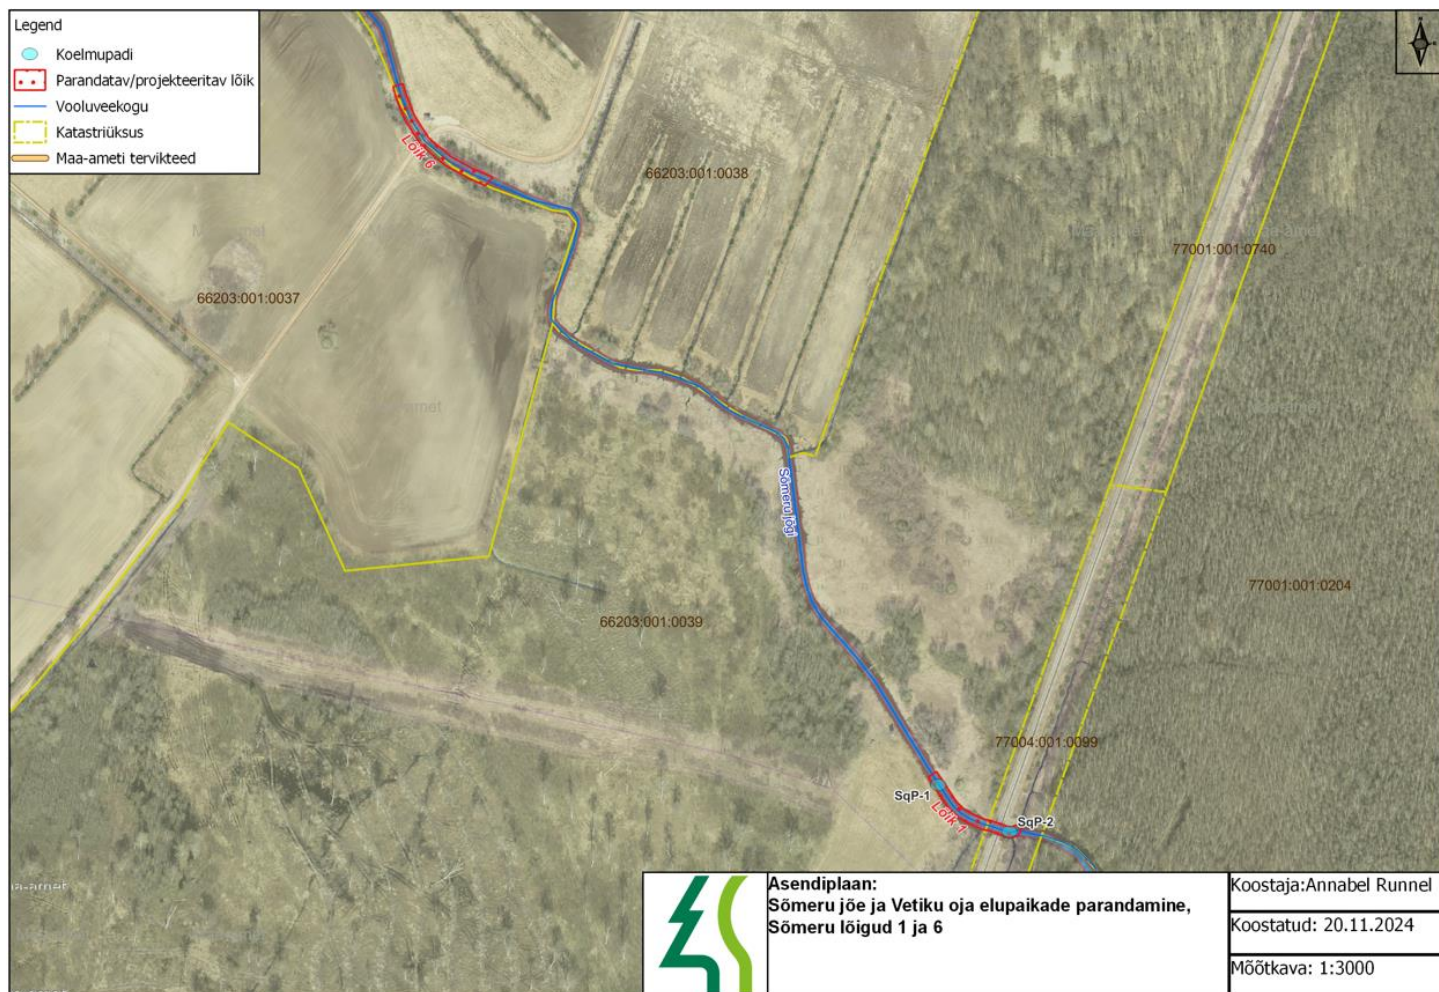 Legend
Koelmupadi
Parandatav/projekteeritav lõik
Vooluveekogu
Katastriüksus
Maa-ameti tervikteed
N
Lõik 6
66203:001:0038
77001:001:0740
66203:001:0037
Sõmeru jõgi
77001:001:0204
66203:001:0039
77004:001:0099
SqP-1
Lõik 1
SqP-2
Asendiplaan:
Sõmeru jõe ja Vetiku oja elupaikade parandamine,
Sõmeru lõigud 1 ja 6
Koostaja:Annabel Runnel
Koostatud: 20.11.2024
Mõõtkava: 1:3000